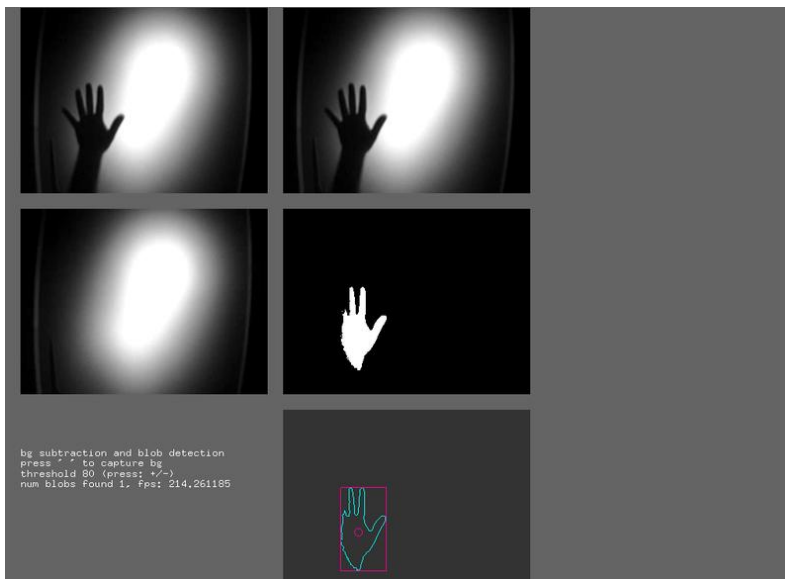 bg subtraction and blob detection
press ' ' to capture bg
threshold 80 (press: +/-)
num blobs found 1, fps: 214.261185